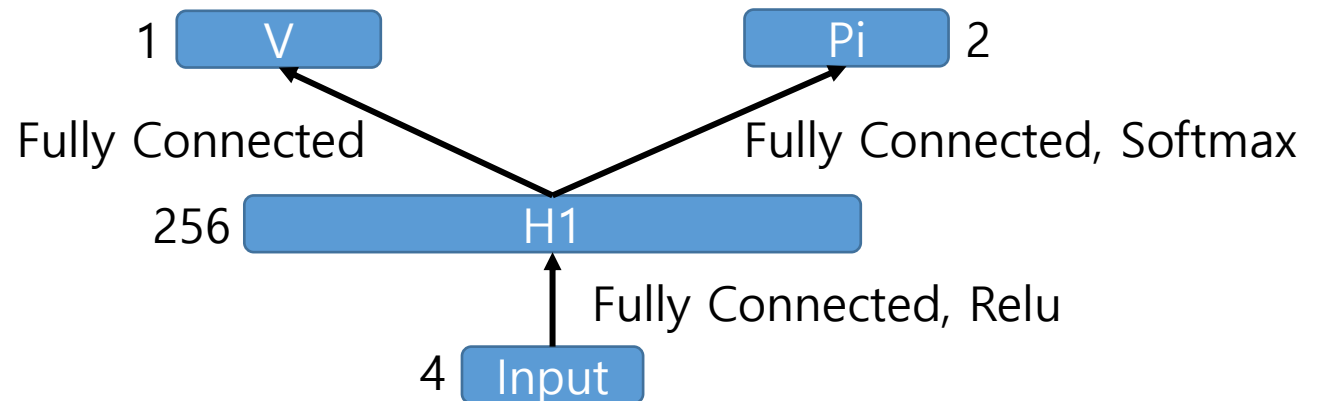 1 V Pi 2
Fully Connected Fully Connected, Softmax
256 H1
Fully Connected, Relu
4 Input